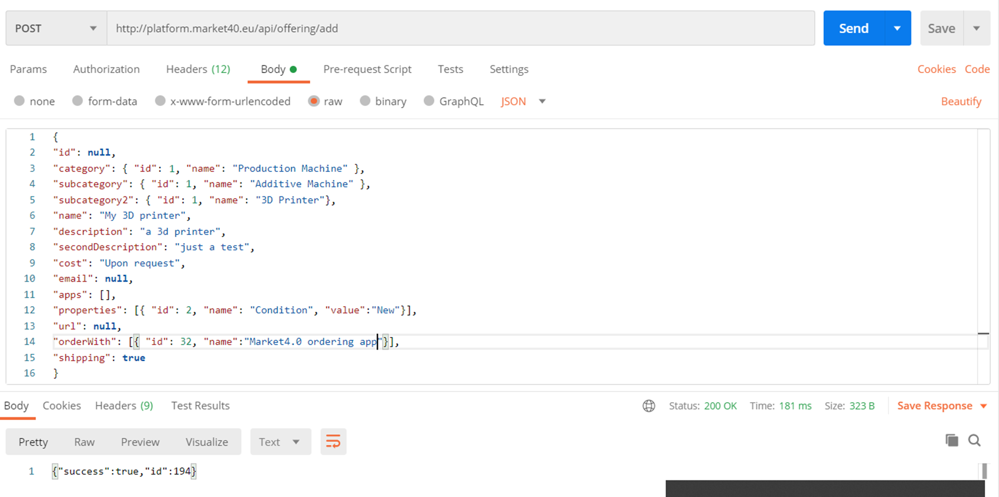 POST http://platform.market40.eu/api/offering/add Send Save
Params Authorization Headers (12) Body Pre-request Script Tests Settings Cookies Code
none form-data x-www-form-urlencoded raw binary GraphQL JSON Beautify
1 {
2 "id": null,
3 "category": { "id": 1, "name": "Production Machine" },
4 "subcategory": { "id": 1, "name": "Additive Machine" },
5 "subcategory2": { "id": 1, "name": "3D Printer"},
6 "name": "My 3D printer",
7 "description": "a 3d printer",
8 "secondDescription": "just a test",
9 "cost": "Upon request",
10 "email": null,
11 "apps": [],
12 "properties": [{ "id": 2, "name": "Condition", "value":"New"}],
13 "url": null,
14 "orderWith": [{ "id": 32, "name":"Market4.0 ordering app"}],
15 "shipping": true
16 }
Body Cookies Headers (9) Test Results Status: 200 OK Time: 181 ms Size: 323 B Save Response
Pretty Raw Preview Visualize Text
1 {"success":true,"id":194}